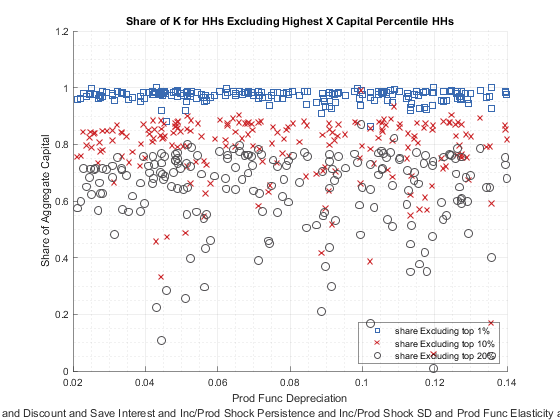 Share of K for HHs Excluding Highest X Capital Percentile HHs
1.2
1
0.8
0.6
0.4
0.2
0
Share of Aggregate Capital
share Excluding top 1%
share Excluding top 10%
share Excluding top 20%
0.02 0.04 0.06 0.08 0.1 0.12 0.14
Prod Func Depreciation
and Discount and Save Interest and Inc/Prod Shock Persistence and Inc/Prod Shook SD and Prod Func Elasticity a